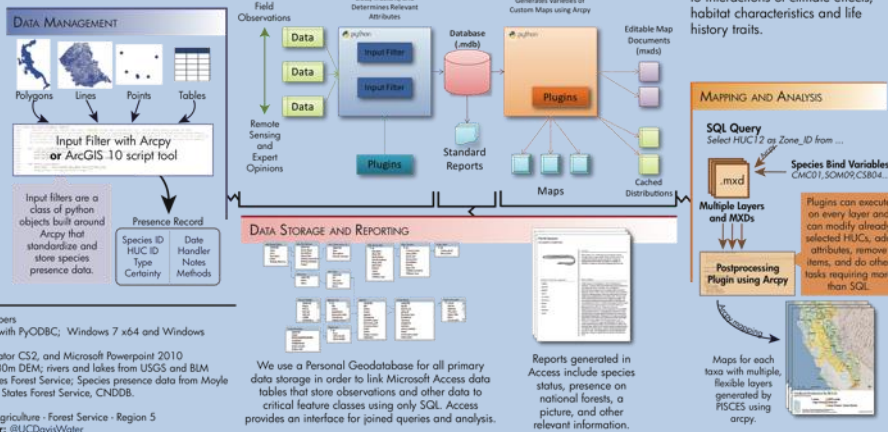 DATA MANAGEMENT
Polygons
Lines
Points
Tables
Input Filter with Arcpy
or ArcGIS 10 script tool
Input filters are a
class of python
objects built around
Arcpy that
standardize and
store species
presence data.
Presence Record
Species ID
HUC ID
Type
Certainty
Date
Handler
Notes
Methods
Field
Observations
Remote
Sensing
and
Expert
Opinions
Data
Data
Data
Determines Relevant
Attributes
python
Input Filter
Input Filter
Plugins
Database
(.mdb)
Standard
Reports
Custom Maps using Arcpy
python
Plugins
Maps
Editable Map
Documents
(mxds)
Cached
Distributions
to interactions of climate effects,
habitat characteristics and life
history traits.
DATA STORAGE AND REPORTING
We use a Personal Geodatabase for all primary
data storage in order to link Microsoft Access data
tables that store observations and other data to
critical feature classes using only SQL. Access
provides an interface for joined queries and analysis.
Reports generated in
Access include species
status, presence on
national forests, a
picture, and other
relevant information.
MAPPING AND ANALYSIS
SQL Query
Select HUC12 as Zone_ID from ...
Arcpy
.mxd
Species Bind Variables
CMC01,SOM09,CSB04...
Multiple Layers
and MXDs
Plugins can execute
on every layer and
can modify already
selected HUCs, add
attributes, remove
items, and do other
tasks requiring more
than SQL.
Postprocessing
Plugin using Arcpy
Arcpy mapping
Maps for each
taxa with multiple,
flexible layers
generated by
PISCES using
arcpy.
with PyODBC; Windows 7 x64 and Windows
ator CS2, and Microsoft Powerpoint 2010
30m DEM; rivers and lakes from USGS and BLM
es Forest Service; Species presence data from Moyle
States Forest Service, CNDDB.
griculture - Forest Service - Region 5
@UCDavisWater